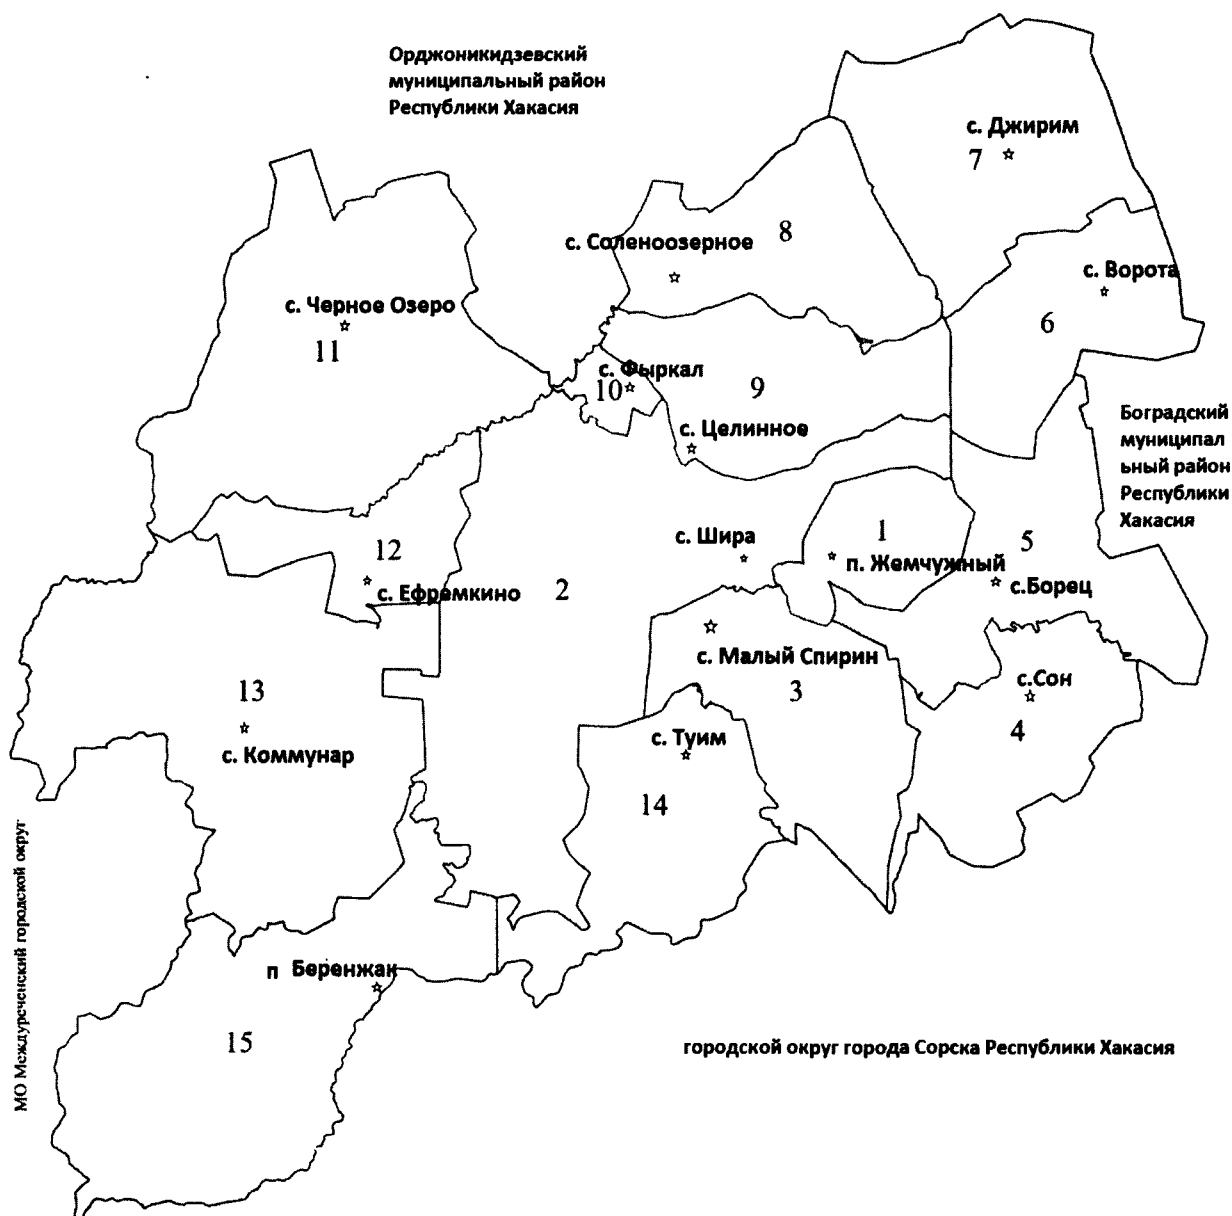 Орджоникидзевский
муниципальный район
Республики Хакасия
с. Джирим
7
8
с. Соленоозерное
с. Ворота
6
с. Черное Озеро
11
с. Фыркал
10
9
с. Целинное
Боградский
муниципал
ьный район
Республики
Хакасия
1
с. Шира
п. Жемчужный
5
с.Борец
12
с. Ефремкино
2
с. Малый Спирин
3
с.Сон
4
13
с. Коммунар
с. Туим
14
МО Междуреченский городской округ
п Беренжак
15
городской округ города Сорска Республики Хакасия